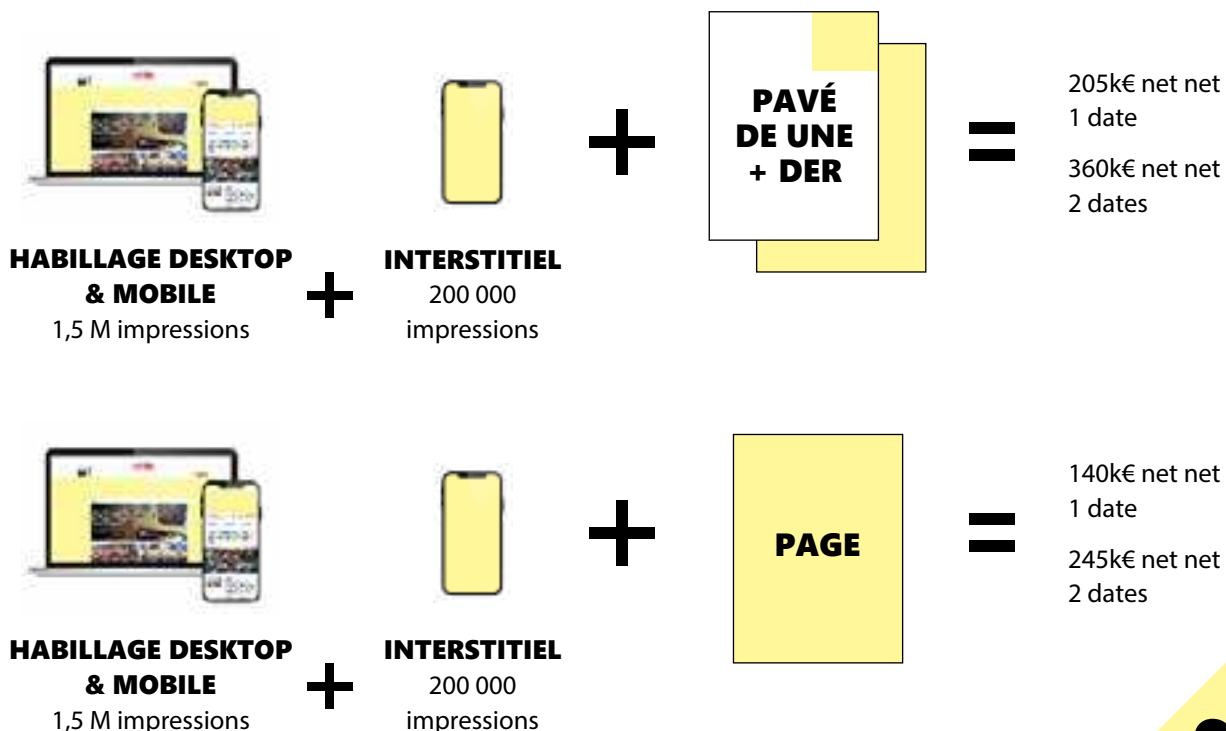 PAVÉ
DE UNE
+ DER
205k€ net net
1 date
360k€ net net
2 dates
HABILLAGE DESKTOP
& MOBILE
1,5 M impressions
INTERSTITIEL
200 000
impressions
PAGE
140k€ net net
1 date
245k€ net net
2 dates
HABILLAGE DESKTOP
& MOBILE
1,5 M impressions
INTERSTITIEL
200 000
impressions